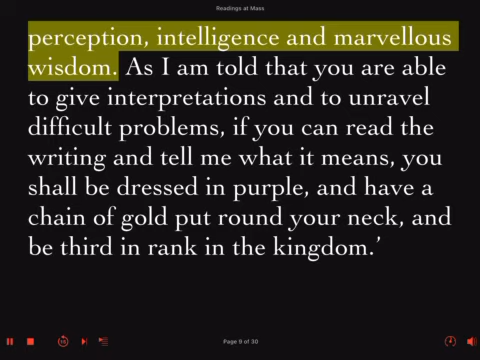 Readings at Mass
perception, intelligence and marvellous
wisdom. As I am told that you are able
to give interpretations and to unravel
difficult problems, if you can read the
writing and tell me what it means, you
shall be dressed in purple, and have a
chain of gold put round your neck, and
be third in rank in the kingdom.’
Page 9 of 30